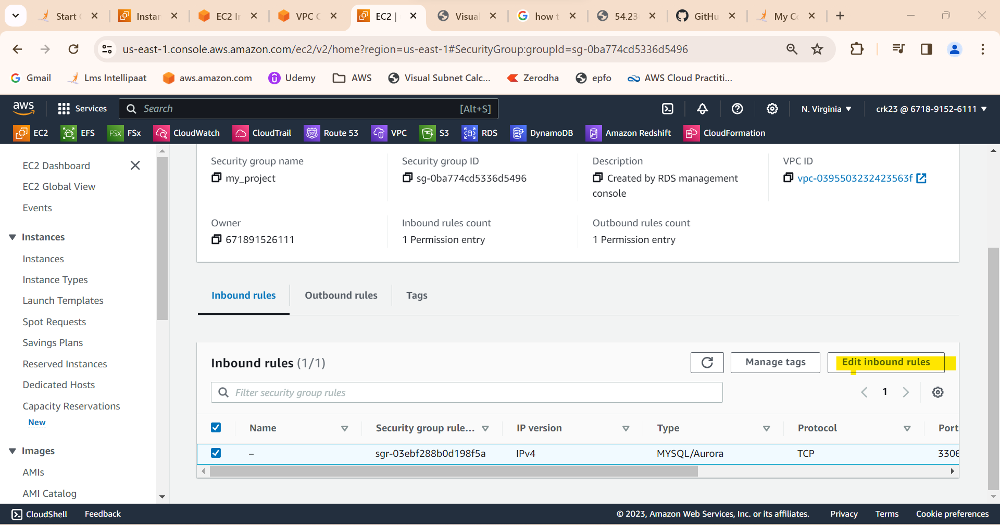 Start
Instan
EC2 In
VPC
EC2 |
Visual
how t
54.23
GitHu
My Co
us-east-1.console.aws.amazon.com/ec2/v2/home?region=us-east-1#SecurityGroup:groupId=sg-0ba774cd5336d5496
Gmail
Lms Intellipaat
aws.amazon.com
Udemy
AWS
Visual Subnet Calc...
Zerodha
epfo
AWS Cloud Practiti...
aws
Services
Search
[Alt+S]
N. Virginia
crk23 @ 6718-9152-6111
EC2
EFS
FSx
FSx
CloudWatch
CloudTrail
Route 53
VPC
S3
RDS
DynamoDB
Amazon Redshift
CloudFormation
EC2 Dashboard
EC2 Global View
Events
Instances
Instances
Instance Types
Launch Templates
Spot Requests
Savings Plans
Reserved Instances
Dedicated Hosts
Capacity Reservations
New
Images
AMIs
AMI Catalog
Security group name
my_project
Security group ID
sg-0ba774cd5336d5496
Description
Created by RDS management
console
VPC ID
vpc-0395503232423563f
Owner
671891526111
Inbound rules count
1 Permission entry
Outbound rules count
1 Permission entry
Inbound rules
Outbound rules
Tags
Inbound rules (1/1)
Manage tags
Edit inbound rules
Filter security group rules
1
Name
Security group rule...
IP version
Type
Protocol
Port
–
sgr-03ebf288b0d198f5a
IPv4
MYSQL/Aurora
TCP
3306
CloudShell
Feedback
© 2023, Amazon Web Services, Inc. or its affiliates.
Privacy
Terms
Cookie preferences